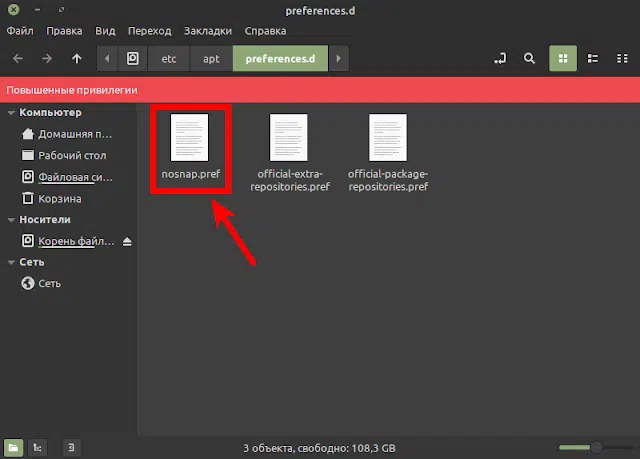 preferences.d
Файл Правка Вид Переход Закладки Справка
etc apt preferences.d
Повышенные привилегии
Компьютер
Домашняя п...
Рабочий стол
Файловая си...
Корзина
Носители
Корень файл...
Сеть
Сеть
nosnap.pref
official-extra-
repositories.pref
official-package-
repositories.pref
3 объекта, свободно: 108,3 GB